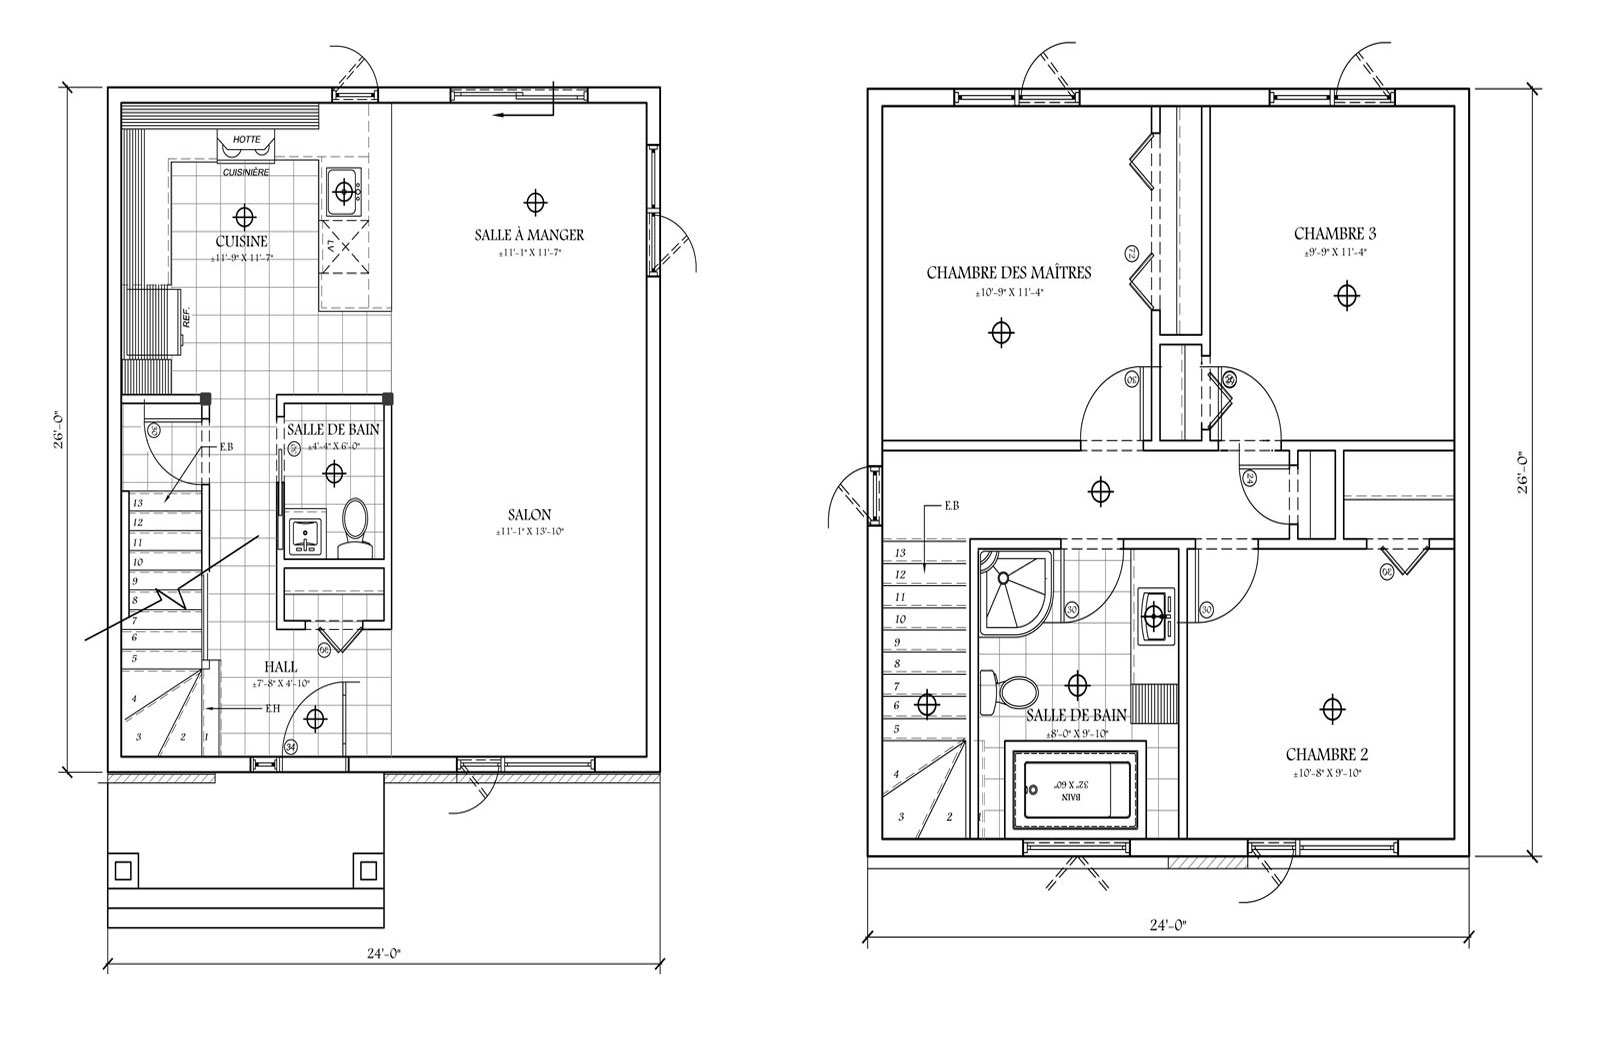 HOTTE
CUISINIÈRE
CUISINE
±11'-9" X 11'-7"
LV
REF.
SALLE À MANGER
±11'-1" X 11'-7"
26'-0"
30
E.B
SALLE DE BAIN
±4'-4" X 6'-0"
13
12
11
10
9
8
7
6
5
4
3
2
1
SALON
±11'-1" X 13'-10"
30
HALL
±7'-8" X 4'-10"
E.H
34
24'-0"
CHAMBRE DES MAÎTRES
±10'-9" X 11'-4"
72
CHAMBRE 3
±9'-9" X 11'-4"
30
24
26'-0"
E.B
13
12
11
10
9
8
7
6
5
4
3
2
1
30
30
30
SALLE DE BAIN
±8'-0" X 9'-10"
BAIN
32" X 60"
CHAMBRE 2
±10'-8" X 9'-10"
24'-0"